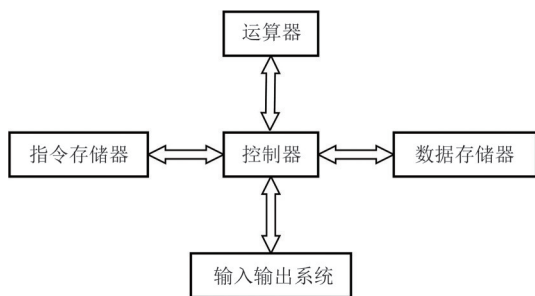 运算器
指令存储器
控制器
数据存储器
输入输出系统